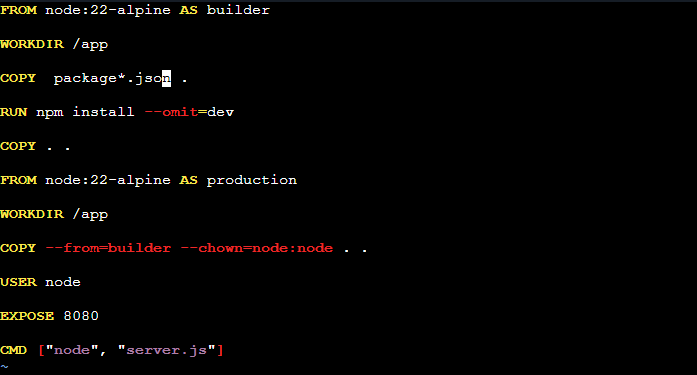 FROM node:22-alpine AS builder
WORKDIR /app
COPY  package*.json .
RUN npm install --omit=dev
COPY . .
FROM node:22-alpine AS production
WORKDIR /app
COPY --from=builder --chown=node:node . .
USER node
EXPOSE 8080
CMD ["node", "server.js"]
~